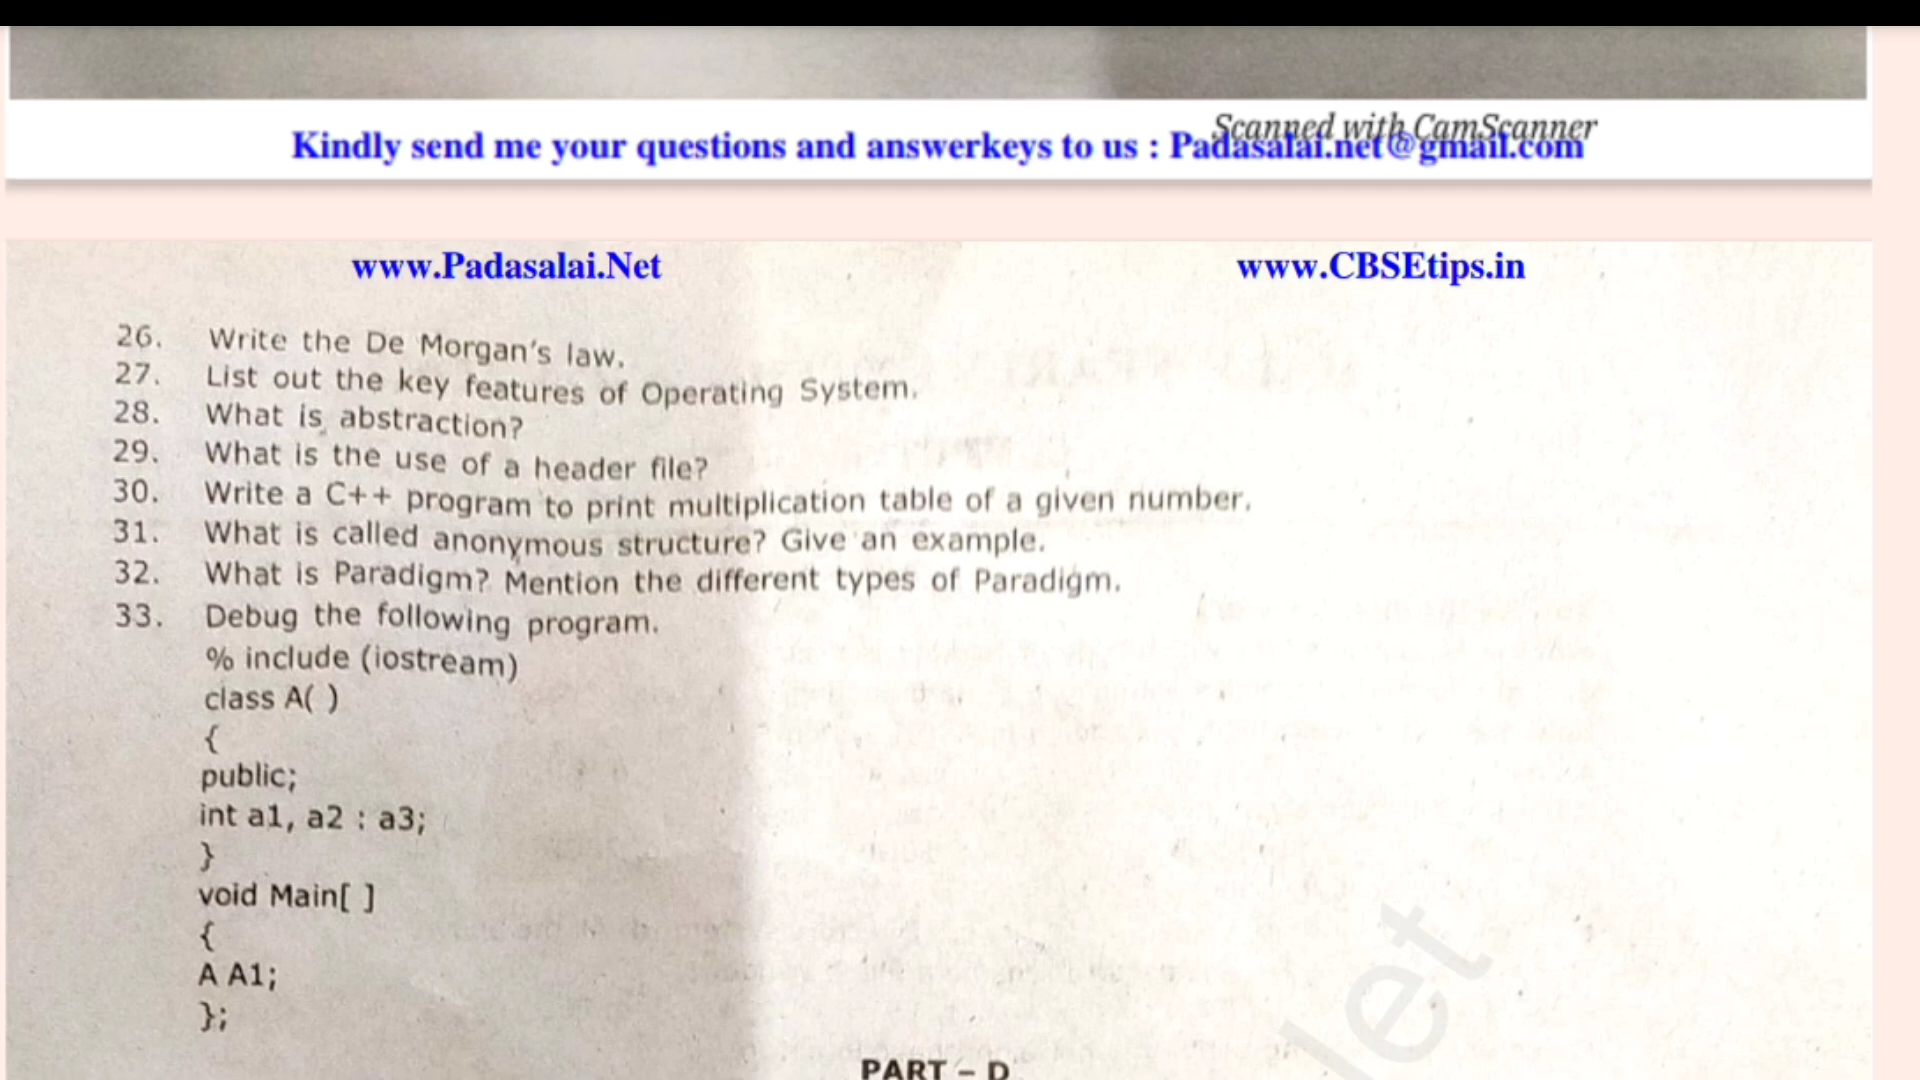 Scanned with CamScanner
Kindly send me your questions and answerkeys to us : Padasalai.net@gmail.com
www.Padasalai.Net
www.CBSEtips.in
26. Write the De Morgan's law.
27. List out the key features of Operating System.
28. What is abstraction?
29. What is the use of a header file?
30. Write a C++ program to print multiplication table of a given number.
31. What is called anonymous structure? Give an example.
32. What is Paradigm? Mention the different types of Paradigm.
33. Debug the following program.
% include (iostream)
class A( )
{
public;
int a1, a2 : a3;
}
void Main[ ]
{
A A1;
};
let
PART – D